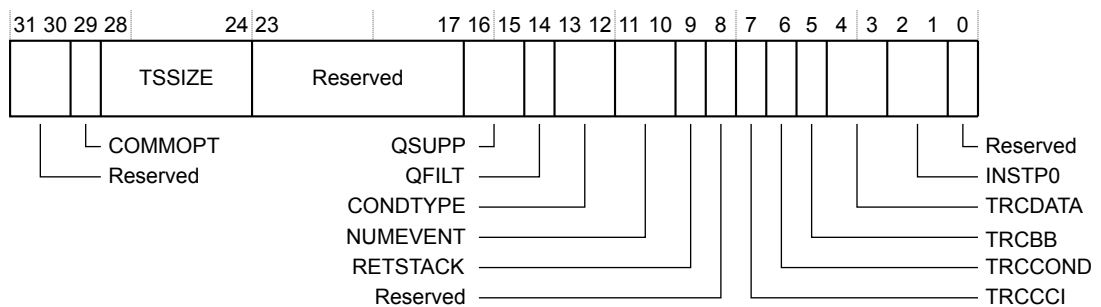 31 30 29 28 24 23 17 16 15 14 13 12 11 10 9 8 7 6 5 4 3 2 1 0
TSSIZE Reserved
COMMOPT QSUPP Reserved
Reserved QFILT INSTP0
CONDTYPE TRCDATA
NUMEVENT TRCBB
RETSTACK TRCCOND
Reserved TRCCCI